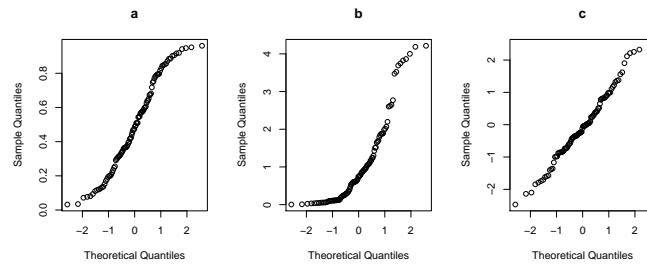 a
Sample Quantiles
0.0 0.2 0.4 0.6 0.8
−2 −1 0 1 2
Theoretical Quantiles
b
Sample Quantiles
0 1 2 3 4
−2 −1 0 1 2
Theoretical Quantiles
c
Sample Quantiles
−2 −1 0 1 2
−2 −1 0 1 2
Theoretical Quantiles